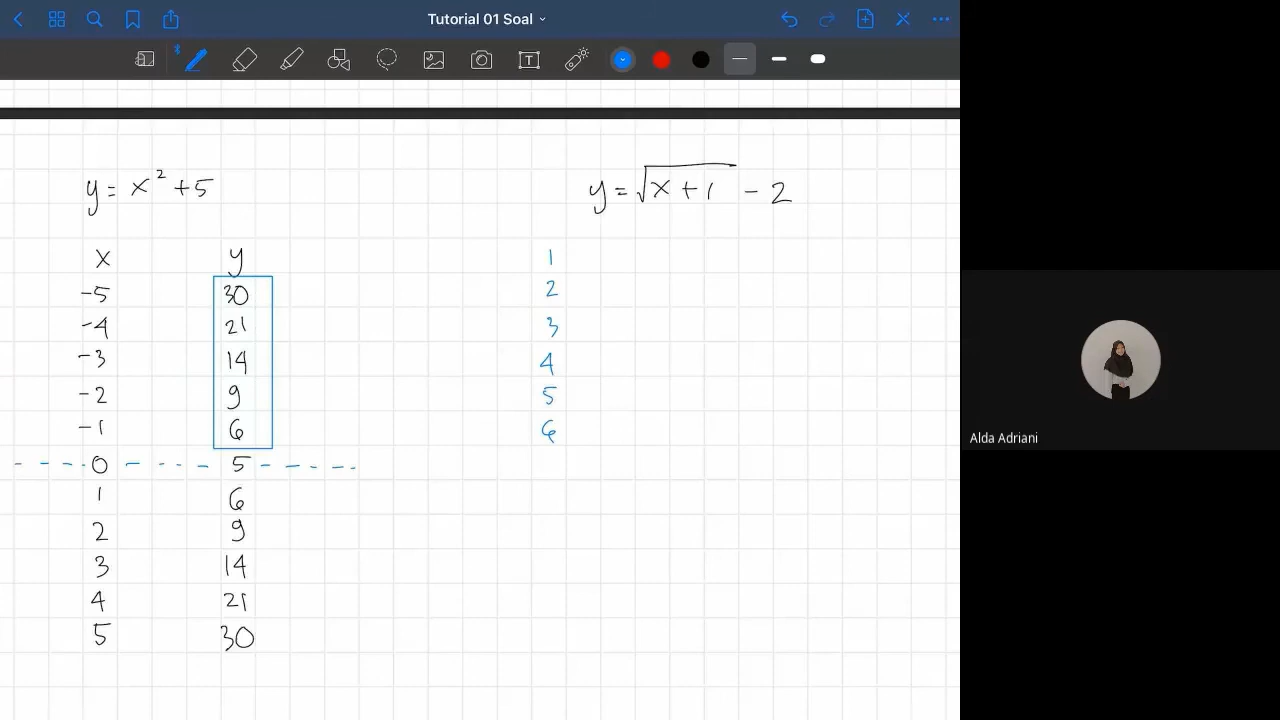 Tutorial 01 Soal
T
y = x² + 5
x y
-5 30
-4 21
-3 14
-2 9
-1 6
0 5
1 6
2 9
3 14
4 21
5 30
y = √(x + 1) - 2
1
2
3
4
5
6
Alda Adriani